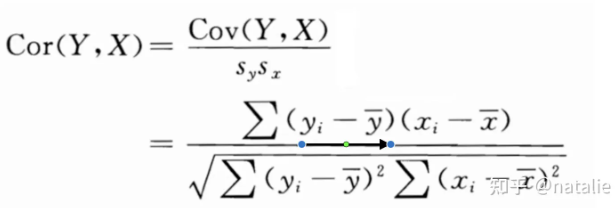 Cor(Y,X)= Cov(Y,X) / s_y s_x
= ∑(y_i − ȳ)(x_i − x̄) / √∑(y_i − ȳ)² ∑(x_i − x̄)²
知乎 @natalie